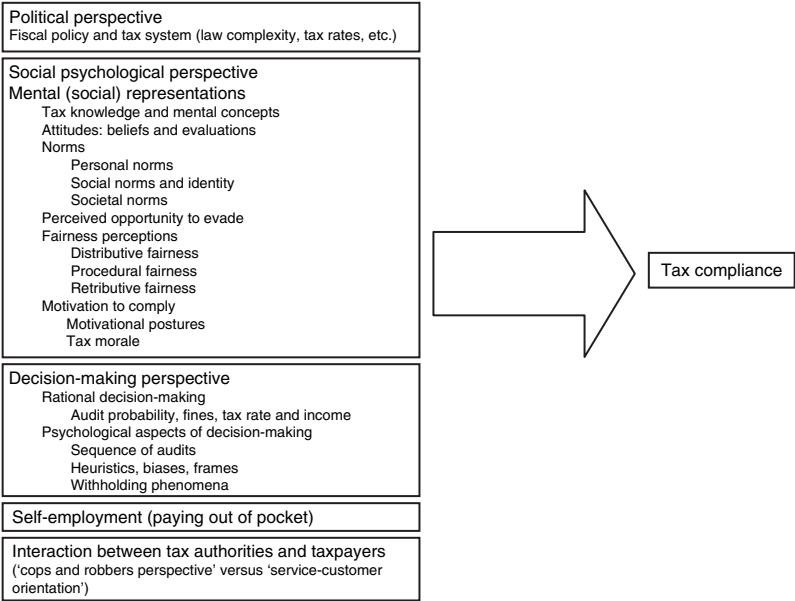 Political perspective
Fiscal policy and tax system (law complexity, tax rates, etc.)
Social psychological perspective
Mental (social) representations
Tax knowledge and mental concepts
Attitudes: beliefs and evaluations
Norms
Personal norms
Social norms and identity
Societal norms
Perceived opportunity to evade
Fairness perceptions
Distributive fairness
Procedural fairness
Retributive fairness
Motivation to comply
Motivational postures
Tax morale
Decision-making perspective
Rational decision-making
Audit probability, fines, tax rate and income
Psychological aspects of decision-making
Sequence of audits
Heuristics, biases, frames
Withholding phenomena
Self-employment (paying out of pocket)
Interaction between tax authorities and taxpayers
(‘cops and robbers perspective’ versus ‘service-customer
orientation’)
Tax compliance